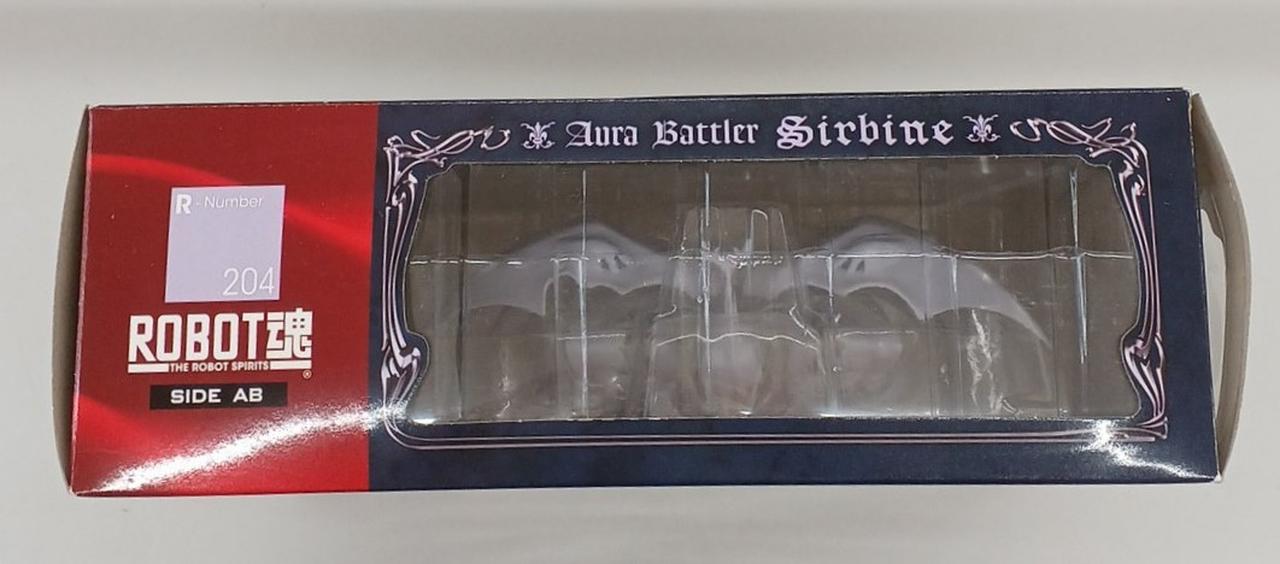 R-Number
204
ROBOT魂
THE ROBOT SPIRITS
®
SIDE AB
Aura Battler Sirbine